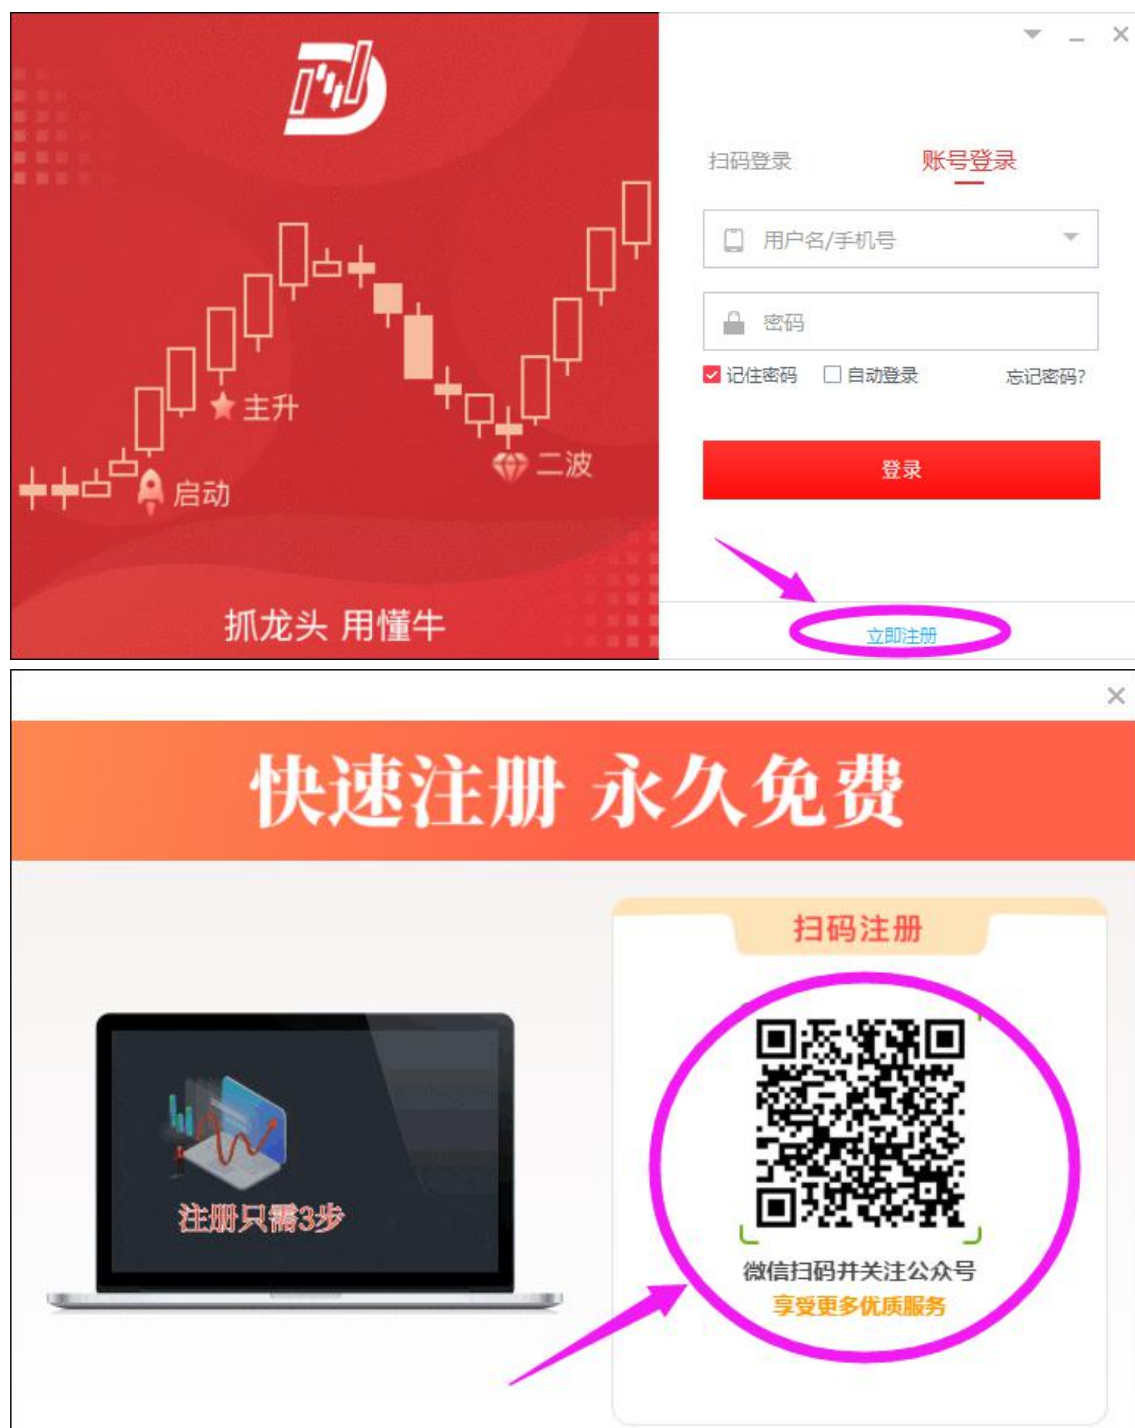 扫码登录 账号登录
用户名/手机号
密码
记住密码 自动登录 忘记密码?
主升
二波
登录
启动
抓龙头 用懂牛
立即注册
快速注册 永久免费
扫码注册
注册只需3步
微信扫码并关注公众号
享受更多优质服务